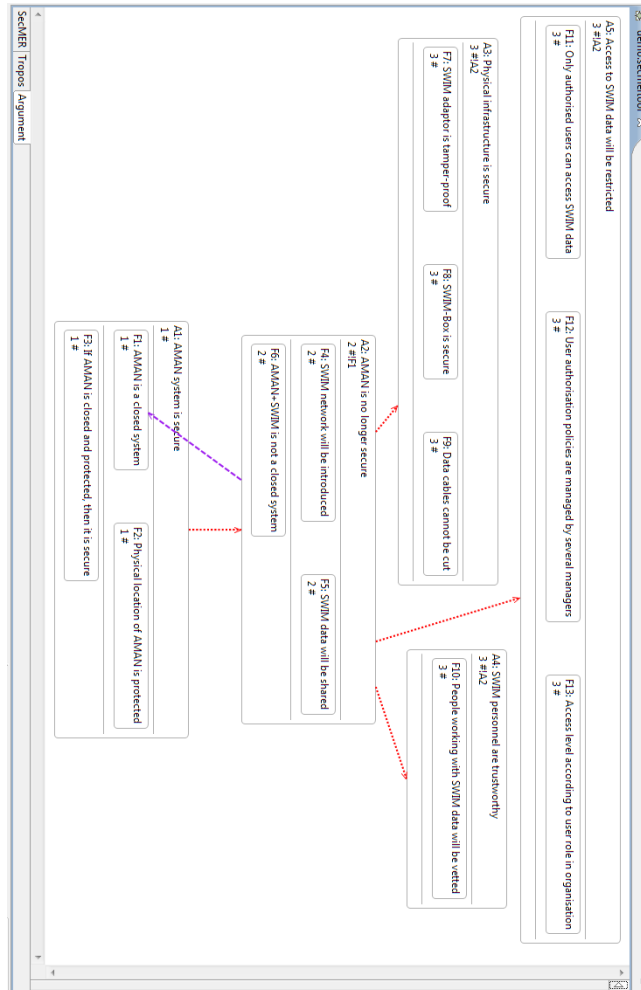 demo.secmertool
A5: Access to SWIM data will be restricted
3 #!A2
F11: Only authorised users can access SWIM data
3 #
F12: User authorisation policies are managed by several managers
3 #
F13: Access level according to user role in organisation
3 #
A3: Physical infrastructure is secure
3 #!A2
F7: SWIM adaptor is tamper-proof
3 #
F8: SWIM-Box is secure
3 #
F9: Data cables cannot be cut
3 #
A4: SWIM personnel are trustworthy
3 #!A2
F10: People working with SWIM data will be vetted
3 #
A2: AMAN is no longer secure
2 #!F1
F4: SWIM network will be introduced
2 #
F5: SWIM data will be shared
2 #
F6: AMAN+SWIM is not a closed system
2 #
A1: AMAN system is secure
1 #
F1: AMAN is a closed system
1 #
F2: Physical location of AMAN is protected
1 #
F3: If AMAN is closed and protected, then it is secure
1 #
SecMER Tropos Argument